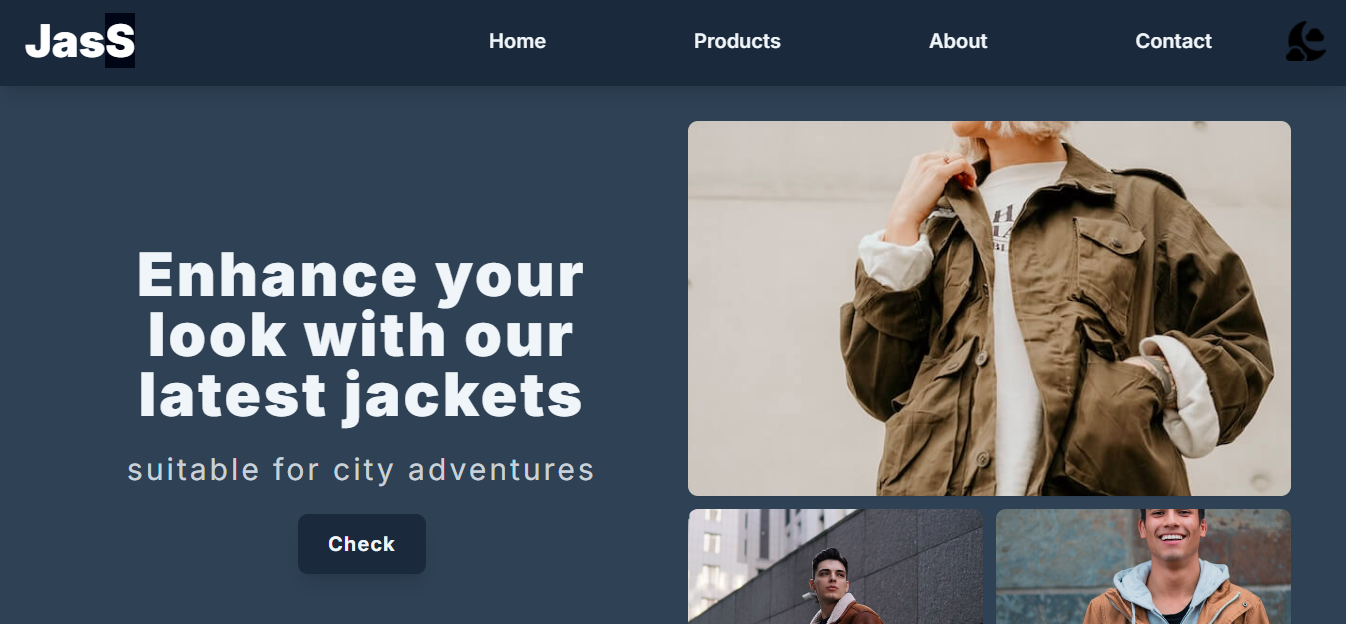 JasS
Home
Products
About
Contact
Enhance your
look with our
latest jackets
suitable for city adventures
Check